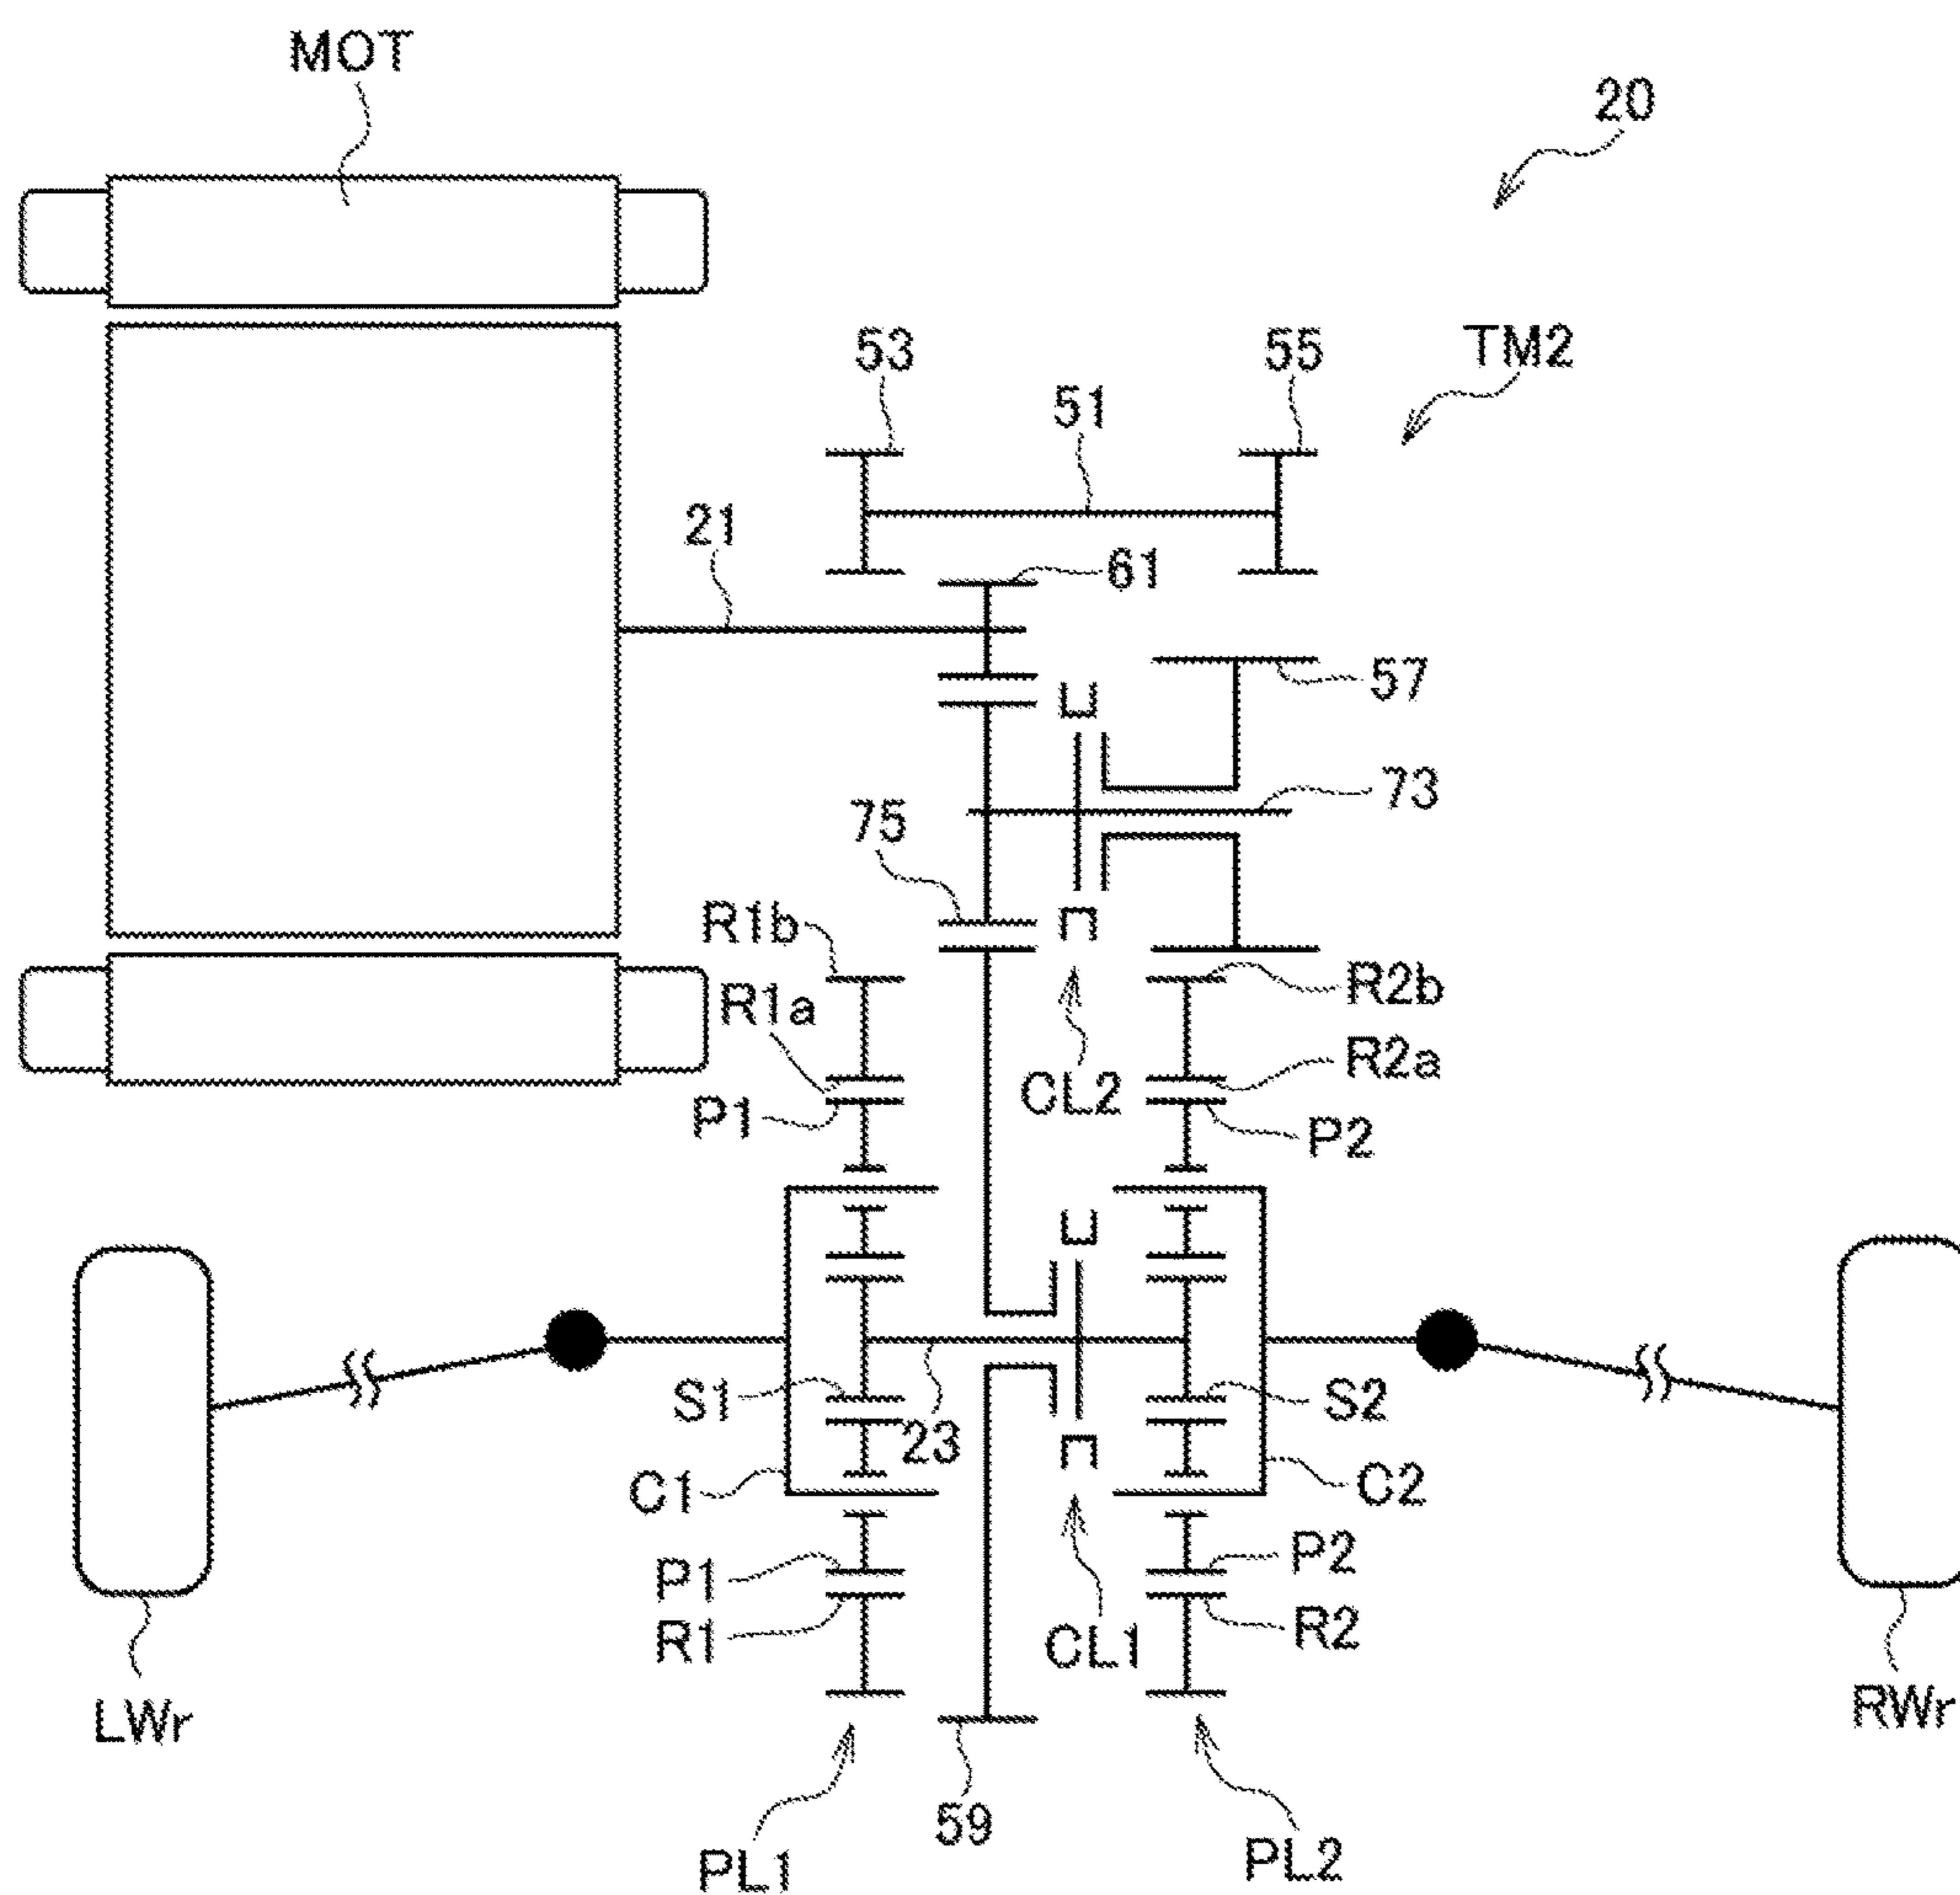 MOT
20
53
55
TM2
51
21
61
57
73
75
R1b
R2b
R1a
R2a
CL2
P1
P2
S1
S2
23
C1
C2
P1
P2
R1
R2
CL1
LWr
RWr
59
PL1
PL2